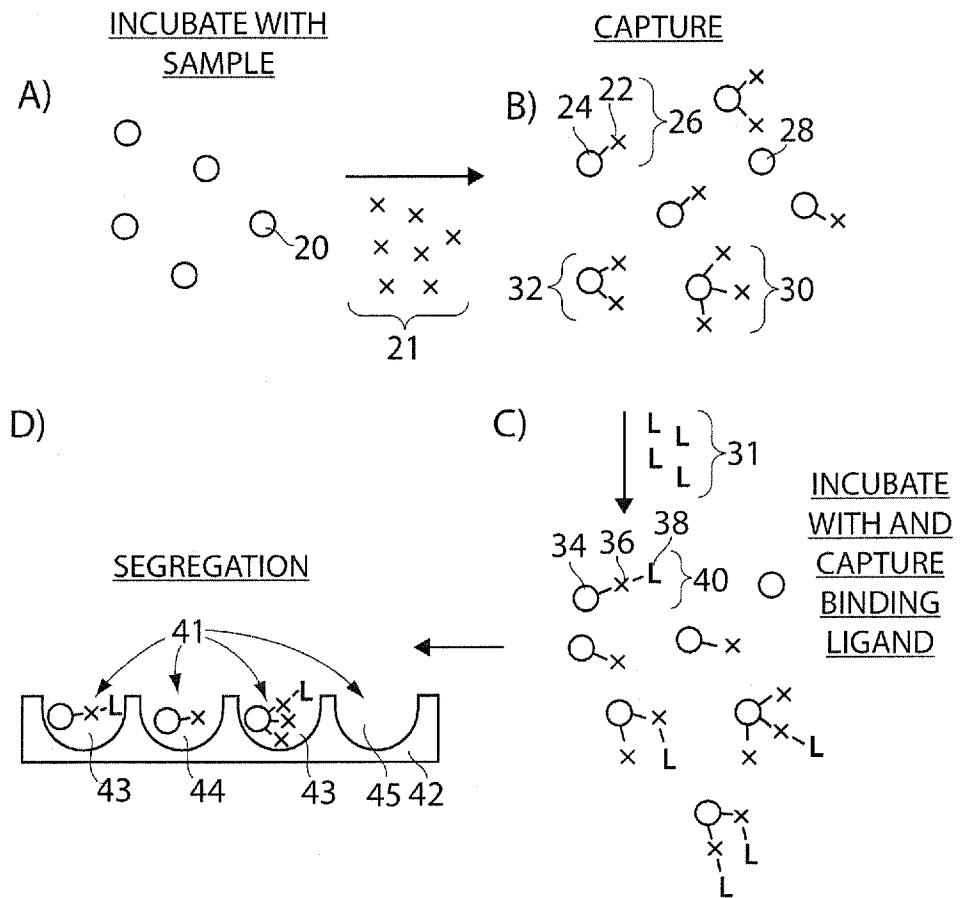 INCUBATE WITH
SAMPLE
A)
20
21
CAPTURE
B)
24 22
26
28
32
30
C)
L
L
L
L
31
INCUBATE
WITH AND
CAPTURE
BINDING
LIGAND
34 36 38
L
40
L
L
L
L
D)
SEGREGATION
41
L
L
43 44 43 45 42